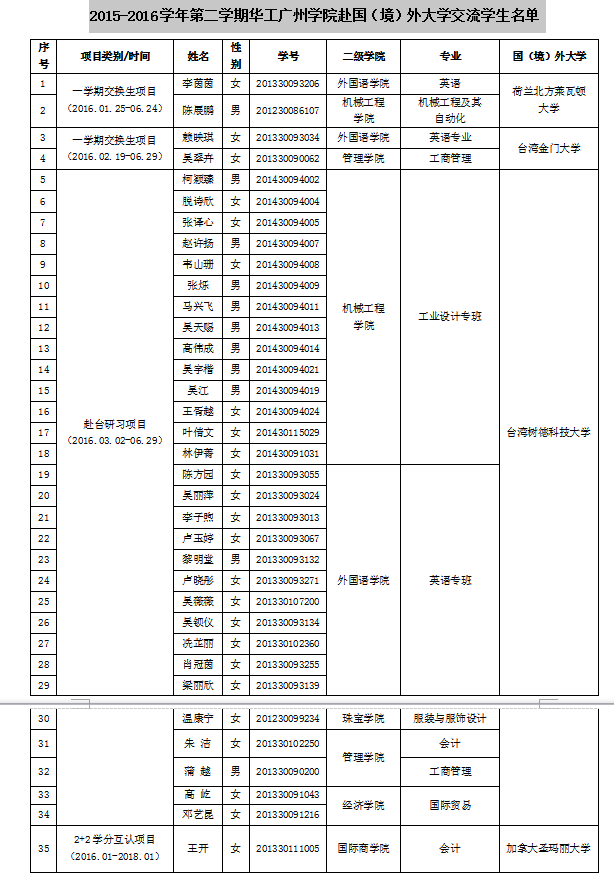 2015-2016学年第二学期华工广州学院赴国（境）外大学交流学生名单
序号 项目类别/时间 姓名 性别 学号 二级学院 专业 国（境）外大学
一学期交换生项目（2016.01.25-06.24）
荷兰北方莱瓦顿大学
1 李茵茵 女 201330093206 外国语学院 英语
2 陈展鹏 男 201230086107 机械工程学院 机械工程及其自动化
一学期交换生项目（2016.02.19-06.29）
台湾金门大学
3 赖映琪 女 201330093034 外国语学院 英语专业
4 吴翠卉 女 201330090062 管理学院 工商管理
赴台研习项目（2016.03.02-06.29）
台湾树德科技大学
机械工程学院 工业设计专班
5 柯颍臻 男 201430094002
6 脱诗欣 女 201430094004
7 张译心 女 201430094005
8 赵许扬 男 201430094007
9 韦山珊 女 201430094008
10 张烁 男 201430094009
11 马兴飞 男 201430094011
12 吴天赐 男 201430094013
13 高伟成 男 201430094014
14 吴宇楷 男 201430094021
15 吴江 男 201430094019
16 王胥越 女 201430094024
17 叶倩文 女 201430115029
18 林伊菁 女 201430091031
外国语学院 英语专班
19 陈方园 女 201330093055
20 吴丽萍 女 201330093024
21 李子煦 女 201330093013
22 卢玉婷 女 201330093067
23 黎明堂 男 201330093132
24 卢晓彤 女 201330093271
25 吴薇薇 女 201330107200
26 吴钡仪 女 201330093134
27 冼芷丽 女 201330102360
28 肖冠茵 女 201330093255
29 梁丽欣 女 201330093139
30 温康宁 女 201230099234 珠宝学院 服装与服饰设计
31 朱 洁 女 201330102250 管理学院 会计
32 蒲 越 男 201330090200 工商管理
33 高 屹 女 201330091043 经济学院 国际贸易
34 邓艺昆 女 201330091216
35 2+2学分互认项目（2016.01-2018.01） 王开 女 201330111005 国际商学院 会计 加拿大圣玛丽大学